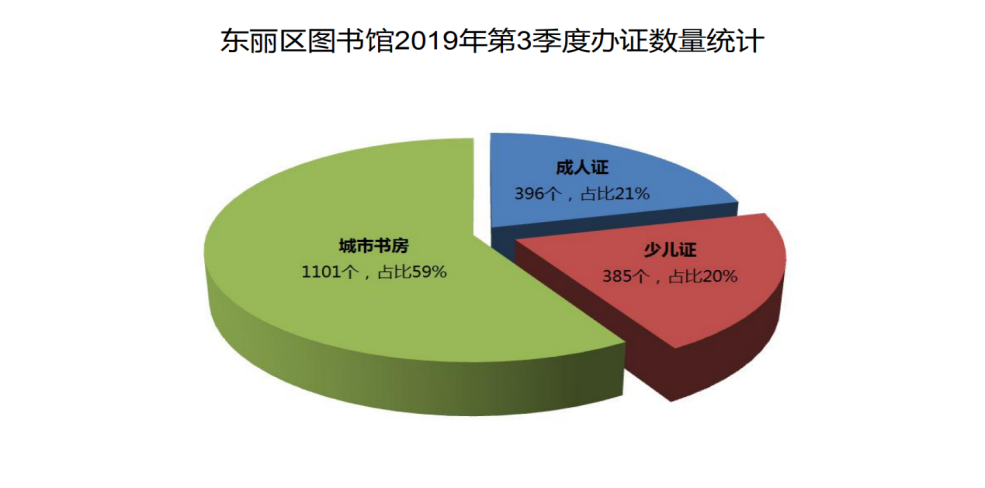 东丽区图书馆2019年第3季度办证数量统计
成人证
396个，占比21%
城市书房
1101个，占比59%
少儿证
385个，占比20%